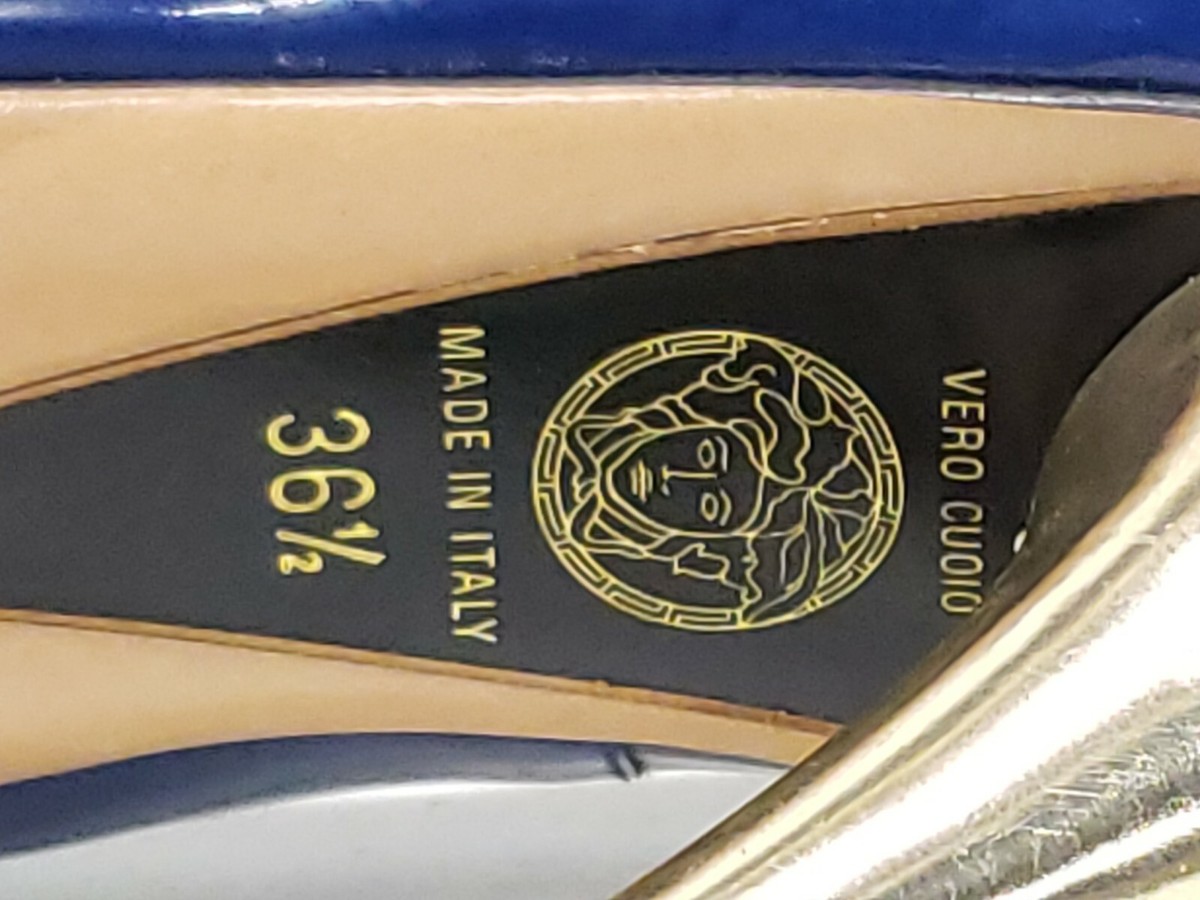 VERO CUOIO
MADE IN ITALY
36½